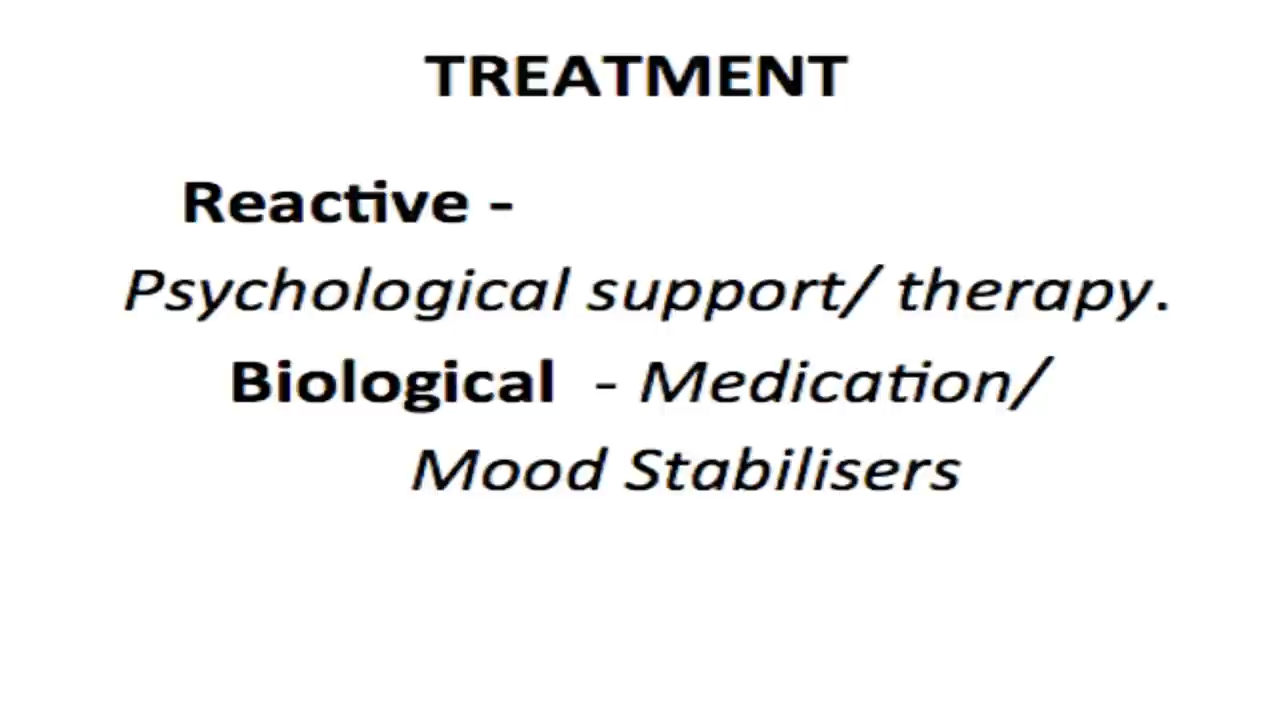 TREATMENT
Reactive -
Psychological support/ therapy.
Biological - Medication/
Mood Stabilisers